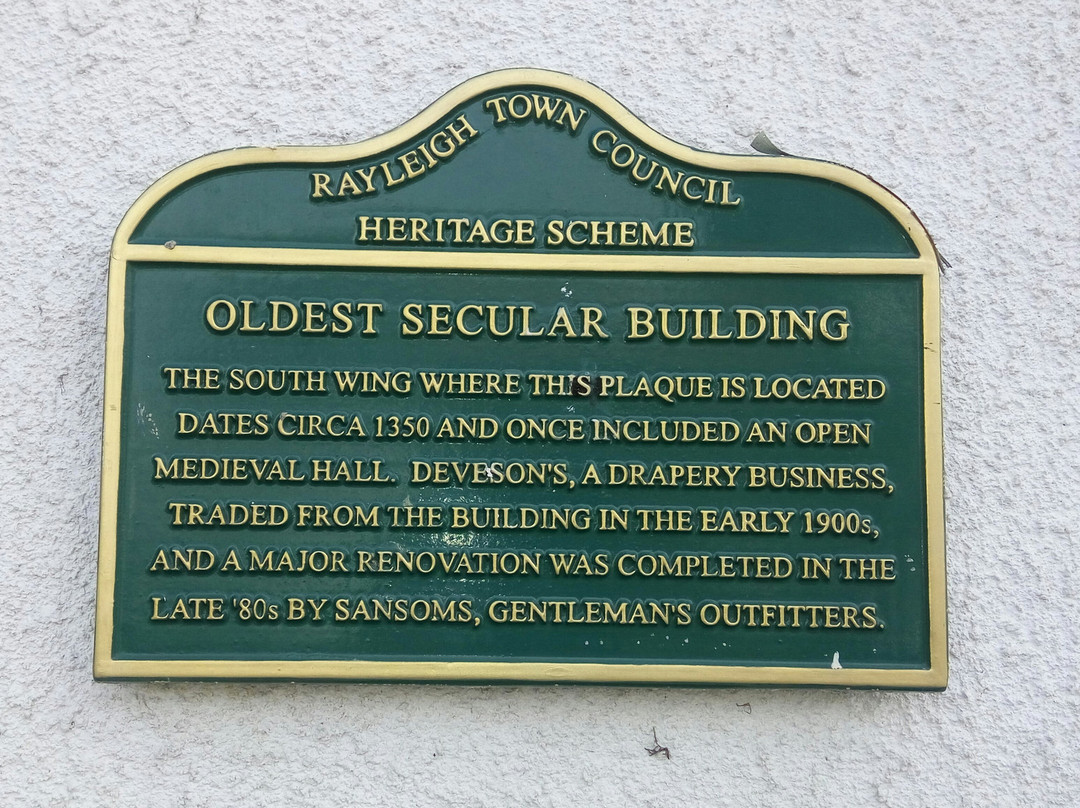 RAYLEIGH TOWN COUNCIL
HERITAGE SCHEME
OLDEST SECULAR BUILDING
THE SOUTH WING WHERE THIS PLAQUE IS LOCATED
DATES CIRCA 1350 AND ONCE INCLUDED AN OPEN
MEDIEVAL HALL. DEVESON'S, A DRAPERY BUSINESS,
TRADED FROM THE BUILDING IN THE EARLY 1900s,
AND A MAJOR RENOVATION WAS COMPLETED IN THE
LATE '80s BY SANSOMS, GENTLEMAN'S OUTFITTERS.